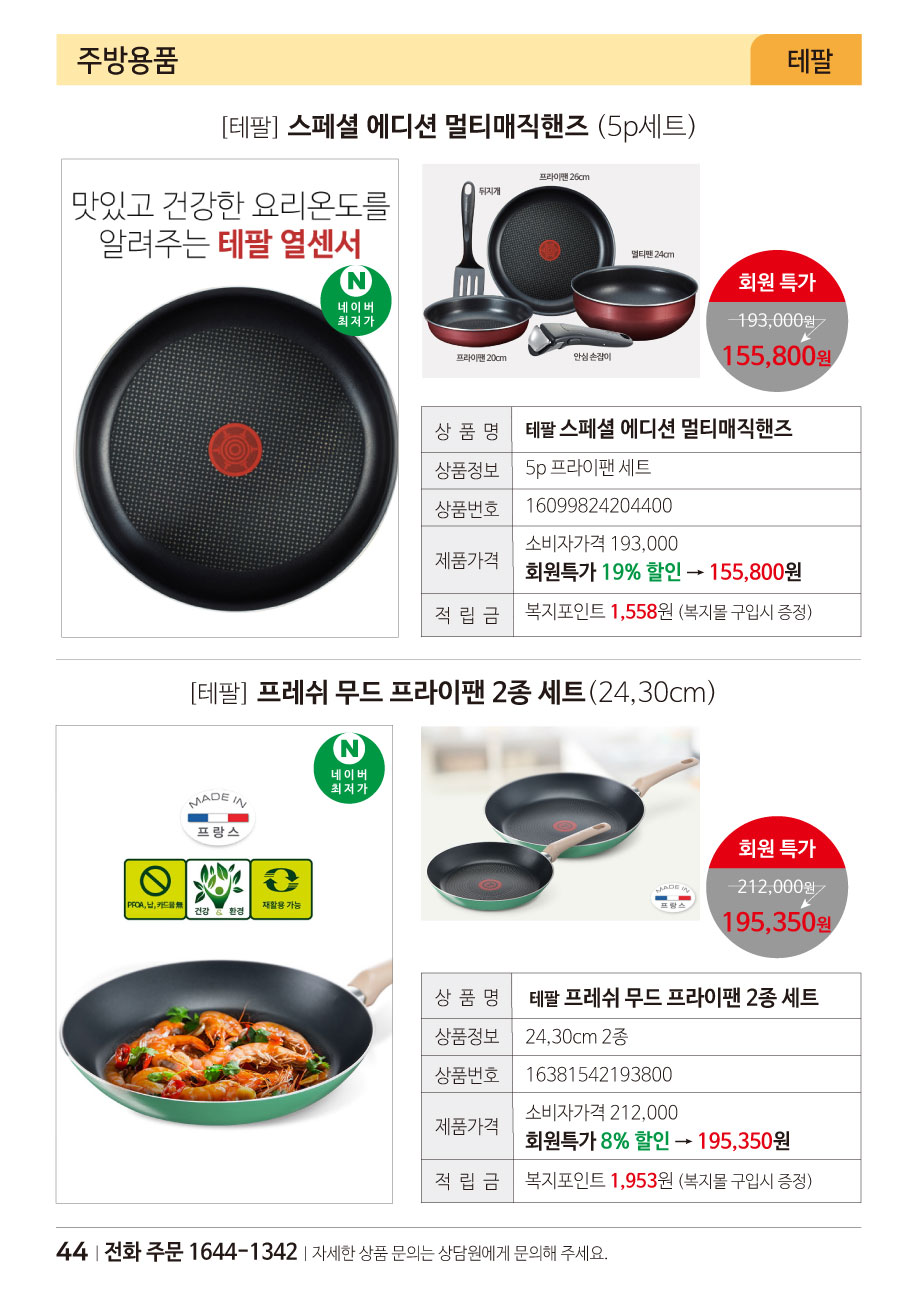 주방용품
테팔
[테팔] 스페셜 에디션 멀티매직핸즈 (5p세트)
맛있고 건강한 요리온도를
알려주는 테팔 열센서
N
네이버
최저가
프라이팬 26cm
뒤지개
멀티팬 24cm
프라이팬 20cm
안심 손잡이
회원 특가
193,000원
155,800원
상 품 명 테팔 스페셜 에디션 멀티매직핸즈
상품정보 5p 프라이팬 세트
상품번호 16099824204400
제품가격 소비자가격 193,000
회원특가 19% 할인 → 155,800원
적 립 금 복지포인트 1,558원 (복지몰 구입시 증정)
[테팔] 프레쉬 무드 프라이팬 2종 세트(24,30cm)
N
네이버
최저가
MADE IN
프랑스
PFOA, 납, 카드뮴無
건강 & 환경
재활용 가능
MADE IN
프랑스
회원 특가
212,000원
195,350원
상 품 명 테팔 프레쉬 무드 프라이팬 2종 세트
상품정보 24,30cm 2종
상품번호 16381542193800
제품가격 소비자가격 212,000
회원특가 8% 할인 → 195,350원
적 립 금 복지포인트 1,953원 (복지몰 구입시 증정)
44 | 전화 주문 1644-1342 | 자세한 상품 문의는 상담원에게 문의해 주세요.